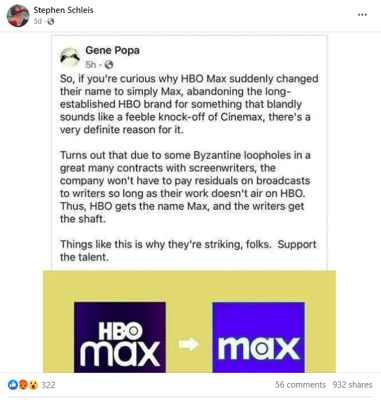 Stephen Schleis
3d ·
Gene Popa
5h ·
So, if you're curious why HBO Max suddenly changed
their name to simply Max, abandoning the long-
established HBO brand for something that blandly
sounds like a feeble knock-off of Cinemax, there's a
very definite reason for it.
Turns out that due to some Byzantine loopholes in a
great many contracts with screenwriters, the
company won't have to pay residuals on broadcasts
to writers so long as their work doesn't air on HBO.
Thus, HBO gets the name Max, and the writers get
the shaft.
Things like this is why they're striking, folks.  Support
the talent.
HBO
max
max
322
56 comments 932 shares